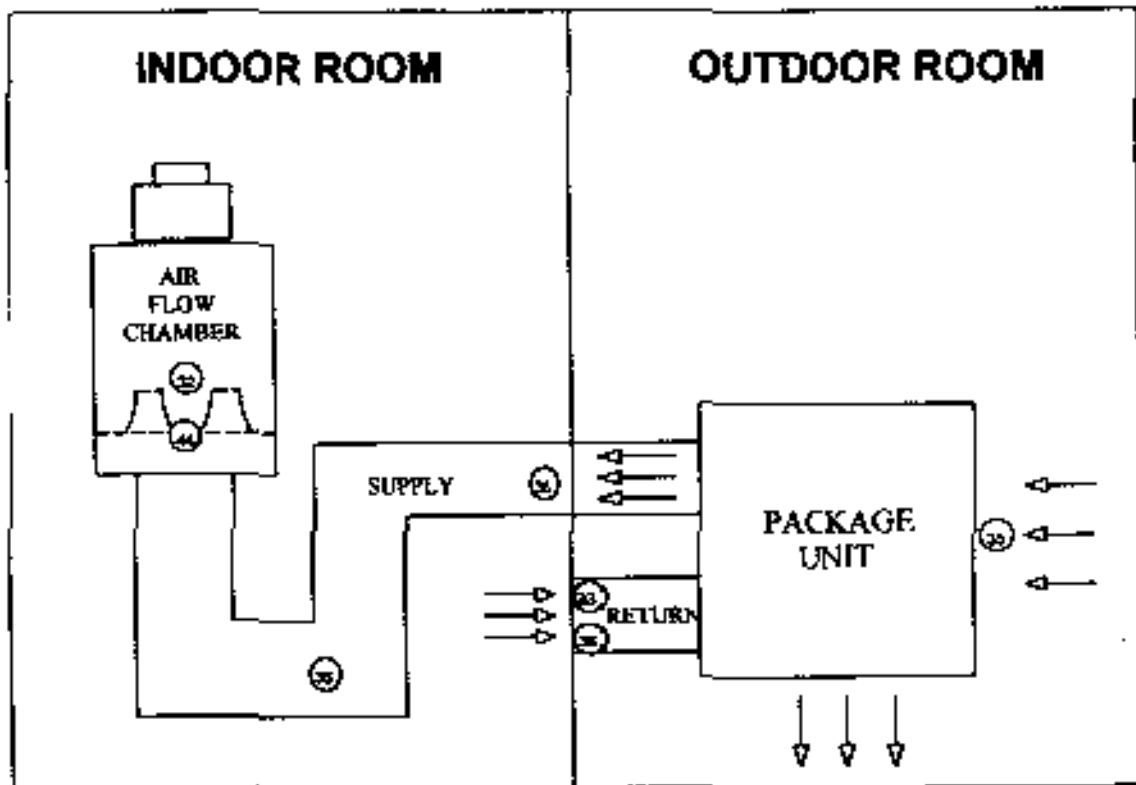 INDOOR ROOM
OUTDOOR ROOM
AIR
FLOW
CHAMBER
SUPPLY
PACKAGE
UNIT
RETURN